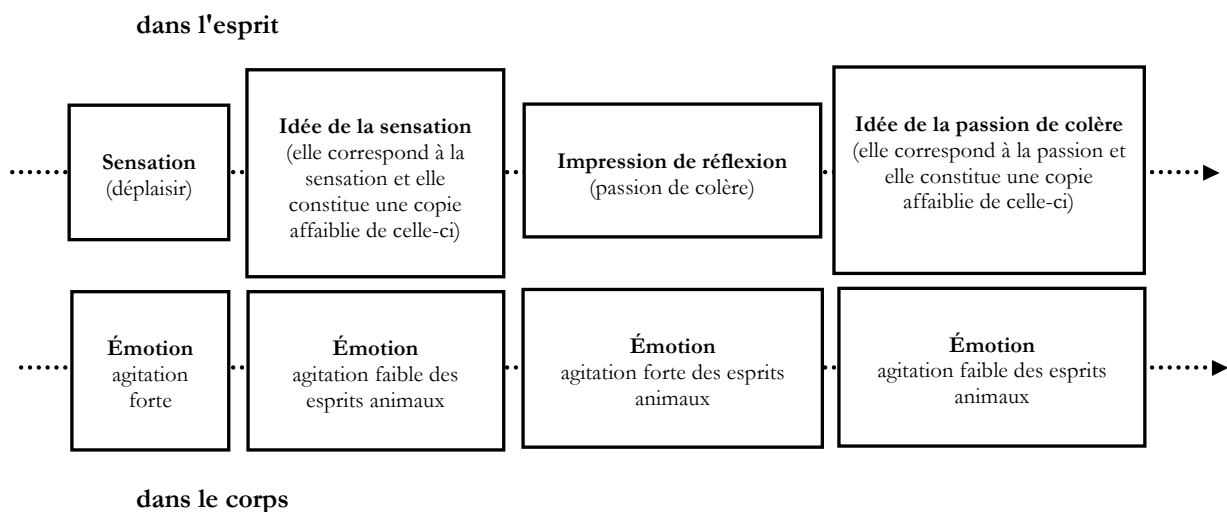 dans l'esprit
Sensation
(déplaisir)
Idée de la sensation
(elle correspond à la
sensation et elle
constitue une copie
affaiblie de celle-ci)
Impression de réflexion
(passion de colère)
Idée de la passion de colère
(elle correspond à la passion et
elle constitue une copie
affaiblie de celle-ci)
Émotion
agitation
forte
Émotion
agitation faible des
esprits animaux
Émotion
agitation forte des esprits
animaux
Émotion
agitation faible des esprits
animaux
dans le corps